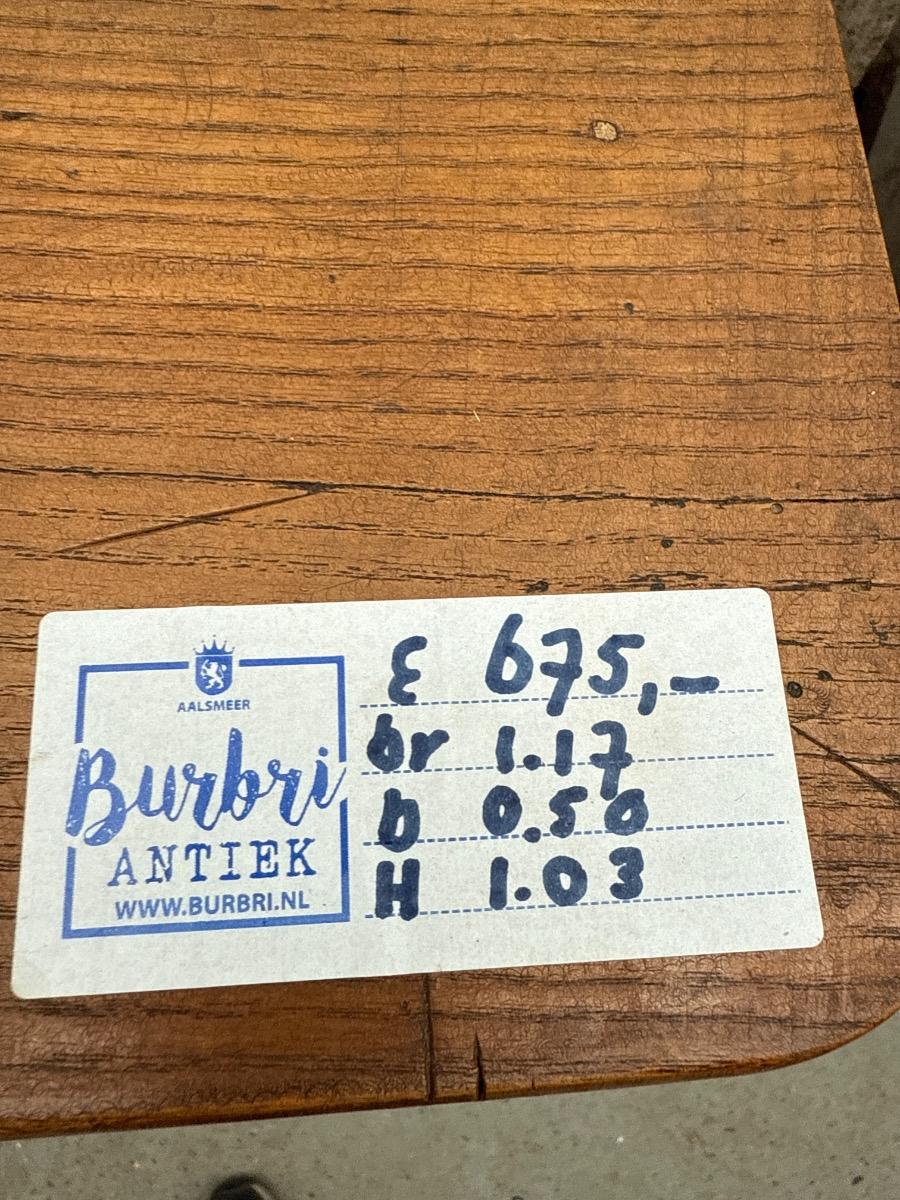 AALSMEER
Burbri
ANTIEK
WWW.BURBRI.NL
€ 675,-
br 1.17
D 0.50
H 1.03